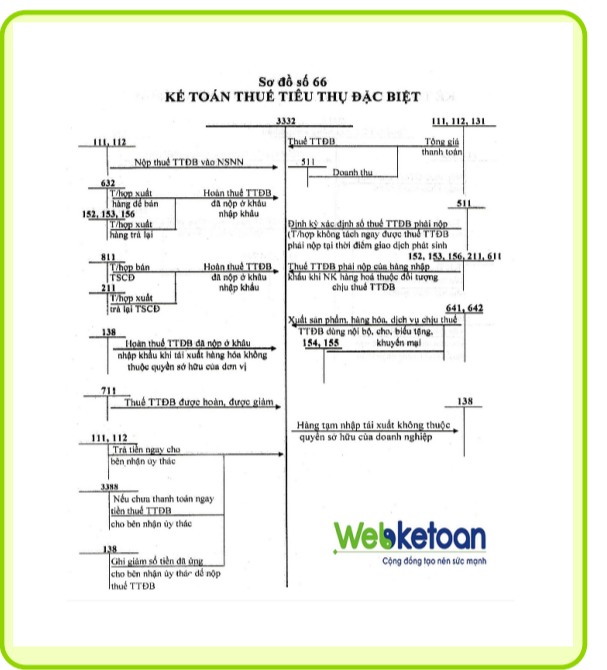 Sơ đồ số 66
KẾ TOÁN THUẾ TIÊU THỤ ĐẶC BIỆT
3332
111, 112, 131
111, 112
Nộp thuế TTĐB vào NSNN
Thuế TTĐB
Tổng giá
thanh toán
511
Doanh thu
632
T/hợp xuất
hàng để bán
152, 153, 156
T/hợp xuất
hàng trả lại
Hoàn thuế TTĐB
đã nộp ở khâu
nhập khẩu
511
Định kỳ xác định số thuế TTĐB phải nộp
(T/hợp không tách ngay được thuế TTĐB
phải nộp tại thời điểm giao dịch phát sinh
811
T/hợp bán
TSCĐ
211
T/hợp xuất
trả lại TSCĐ
Hoàn thuế TTĐB
đã nộp ở khâu
nhập khẩu
152, 153, 156, 211, 611
Thuế TTĐB phải nộp của hàng nhập
khẩu khi NK hàng hoá thuộc đối tượng
chịu thuế TTĐB
641, 642
Xuất sản phẩm, hàng hóa, dịch vụ chịu thuế
TTĐB dùng nội bộ, cho, biếu tặng,
154, 155
khuyến mại
138
Hoàn thuế TTĐB đã nộp ở khâu
nhập khẩu khi tái xuất hàng hóa không
thuộc quyền sở hữu của đơn vị
711
Thuế TTĐB được hoàn, được giảm
138
Hàng tạm nhập tái xuất không thuộc
quyền sở hữu của doanh nghiệp
111, 112
Trả tiền ngay cho
bên nhận ủy thác
3388
Nếu chưa thanh toán ngay
tiền thuế TTĐB
cho bên nhận ủy thác
138
Ghi giảm số tiền đã ứng
cho bên nhận ủy thác để nộp
thuế TTĐB
Webketoan
Cộng đồng tạo nên sức mạnh